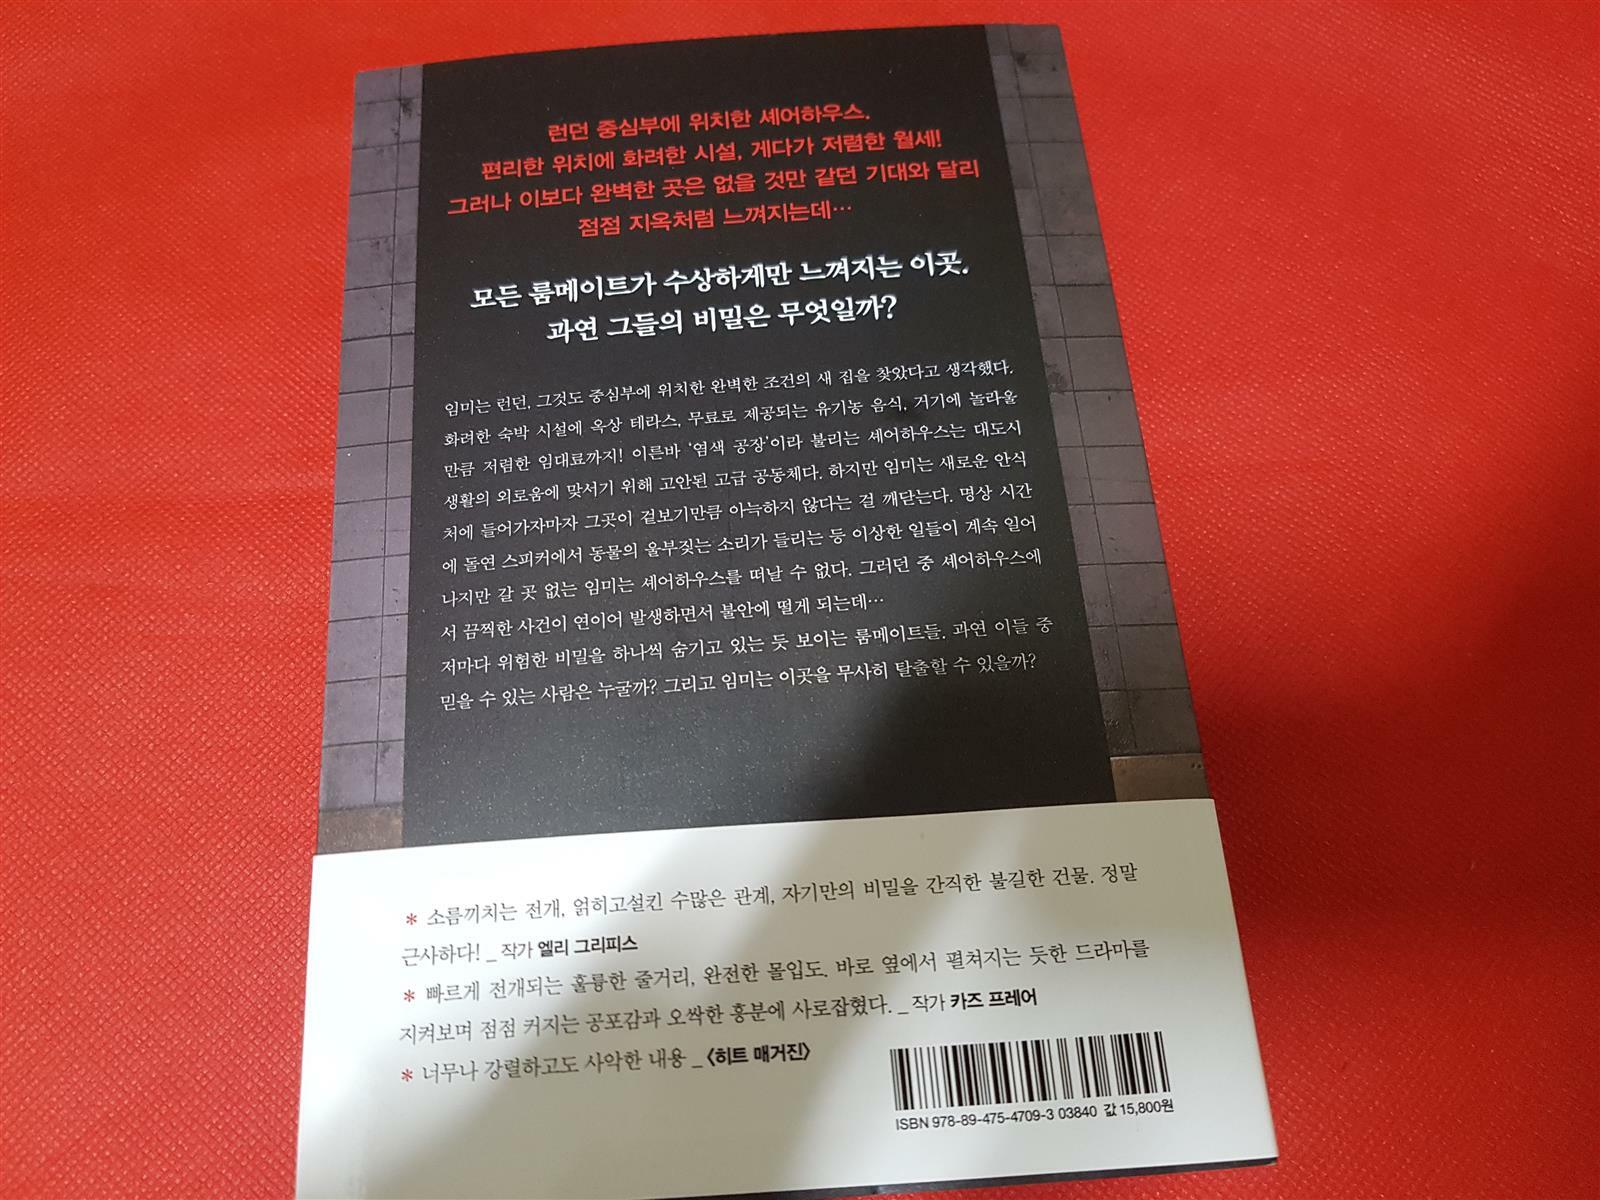 런던 중심부에 위치한 셰어하우스.
편리한 위치에 화려한 시설, 게다가 저렴한 월세!
그러나 이보다 완벽한 곳은 없을 것만 같던 기대와 달리
점점 지옥처럼 느껴지는데…
모든 룸메이트가 수상하게만 느껴지는 이곳.
과연 그들의 비밀은 무엇일까?
임미는 런던, 그것도 중심부에 위치한 완벽한 조건의 새 집을 찾았다고 생각했다.
화려한 숙박 시설에 옥상 테라스, 무료로 제공되는 유기농 음식, 거기에 놀라울
만큼 저렴한 임대료까지! 이른바 ‘염색 공장’이라 불리는 셰어하우스는 대도시
생활의 외로움에 맞서기 위해 고안된 고급 공동체다. 하지만 임미는 새로운 안식
처에 들어가자마자 그곳이 겉보기만큼 아늑하지 않다는 걸 깨닫는다. 명상 시간
에 돌연 스피커에서 동물의 울부짖는 소리가 들리는 등 이상한 일들이 계속 일어
나지만 갈 곳 없는 임미는 셰어하우스를 떠날 수 없다. 그러던 중 셰어하우스에
서 끔찍한 사건이 연이어 발생하면서 불안에 떨게 되는데…
저마다 위험한 비밀을 하나씩 숨기고 있는 듯 보이는 룸메이트들. 과연 이들 중
믿을 수 있는 사람은 누굴까? 그리고 임미는 이곳을 무사히 탈출할 수 있을까?
* 소름끼치는 전개, 얽히고설킨 수많은 관계, 자기만의 비밀을 간직한 불길한 건물. 정말
근사하다! _ 작가 엘리 그리피스
* 빠르게 전개되는 훌륭한 줄거리, 완전한 몰입도. 바로 옆에서 펼쳐지는 듯한 드라마를
지켜보며 점점 커지는 공포감과 오싹한 흥분에 사로잡혔다. _ 작가 카즈 프레어
* 너무나 강렬하고도 사악한 내용 _ 〈히트 매거진〉
ISBN 978-89-475-4709-3 03840 값 15,800원